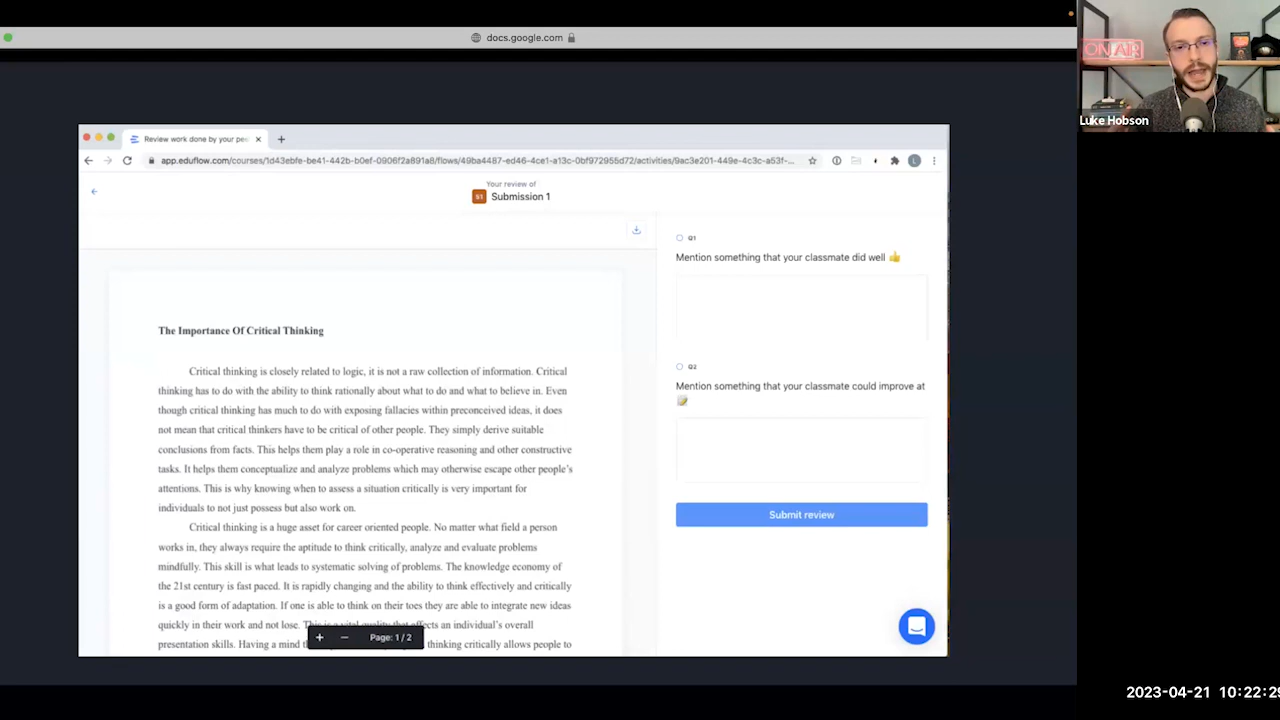 docs.google.com
ON AIR
Luke Hobson
Review work done by your pee
app.eduflow.com/courses/1d43ebfe-be41-442b-b0ef-0906f2a891a8/flows/49ba4487-ed46-4ce1-a13c-0bf972955d72/activities/9ac3e201-449e-4c3c-a53f-...
Your review of
S1 Submission 1
The Importance Of Critical Thinking
Critical thinking is closely related to logic, it is not a raw collection of information. Critical
thinking has to do with the ability to think rationally about what to do and what to believe in. Even
though critical thinking has much to do with exposing fallacies within preconceived ideas, it does
not mean that critical thinkers have to be critical of other people. They simply derive suitable
conclusions from facts. This helps them play a role in co-operative reasoning and other constructive
tasks. It helps them conceptualize and analyze problems which may otherwise escape other people's
attentions. This is why knowing when to assess a situation critically is very important for
individuals to not just possess but also work on.
Critical thinking is a huge asset for career oriented people. No matter what field a person
works in, they always require the aptitude to think critically, analyze and evaluate problems
mindfully. This skill is what leads to systematic solving of problems. The knowledge economy of
the 21st century is fast paced. It is rapidly changing and the ability to think effectively and critically
is a good form of adaptation. If one is able to think on their toes they are able to integrate new ideas
quickly in their work and not lose. This is a vital quality that affects an individual's overall
presentation skills. Having a mind th thinking critically allows people to
+ − Page: 1 / 2
Q1
Mention something that your classmate did well 👍
Q2
Mention something that your classmate could improve at
📝
Submit review
L
2023-04-21 10:22:29